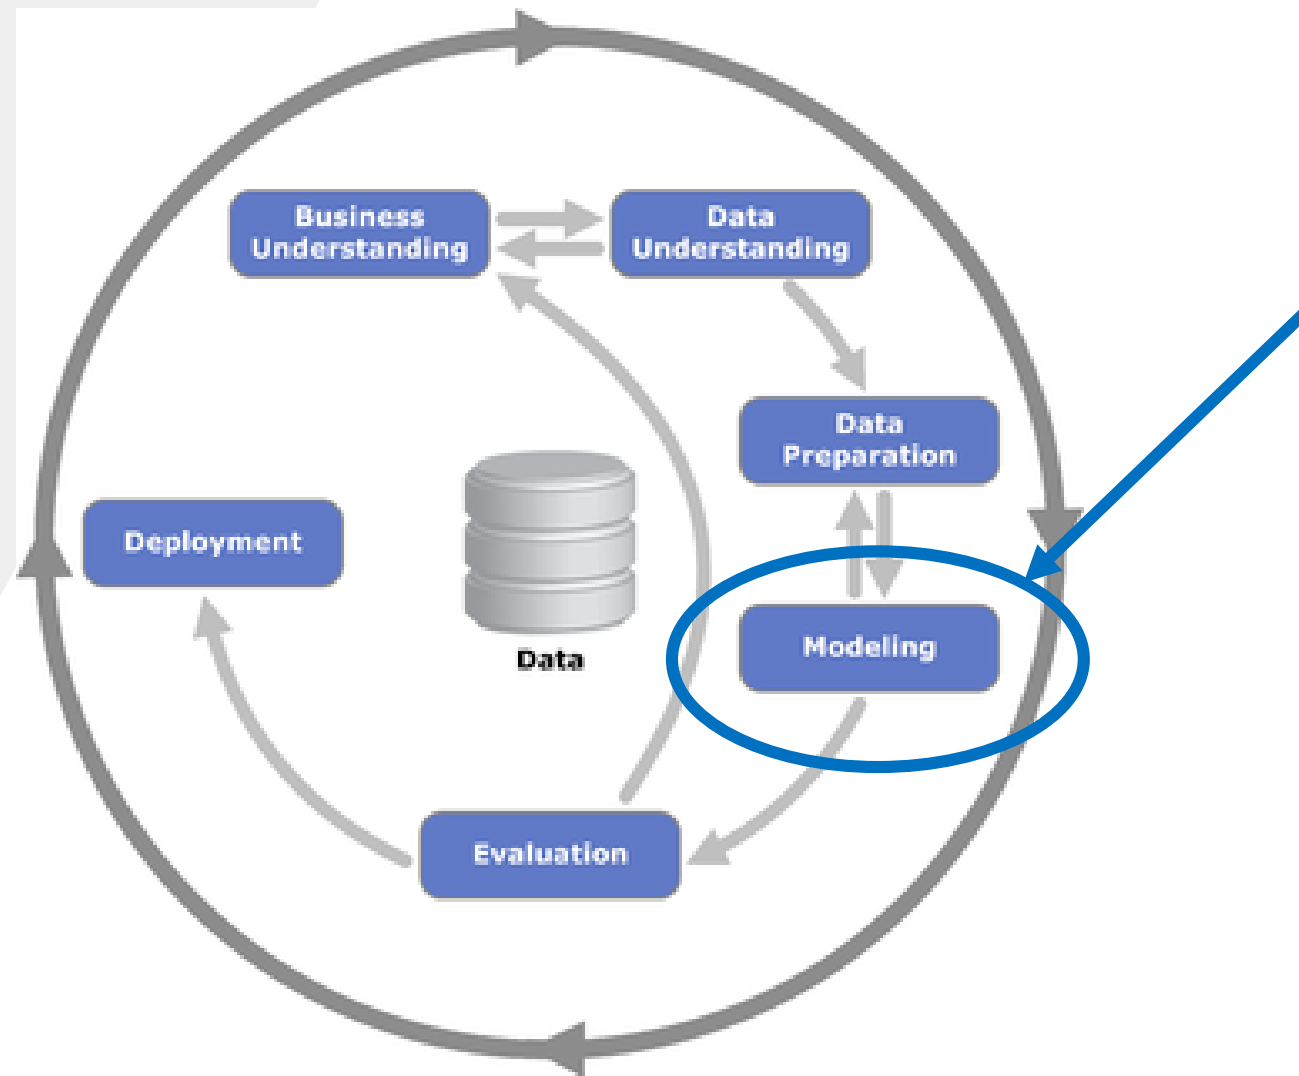 Business
Understanding
Data
Understanding
Data
Preparation
Deployment
Data
Modeling
Evaluation